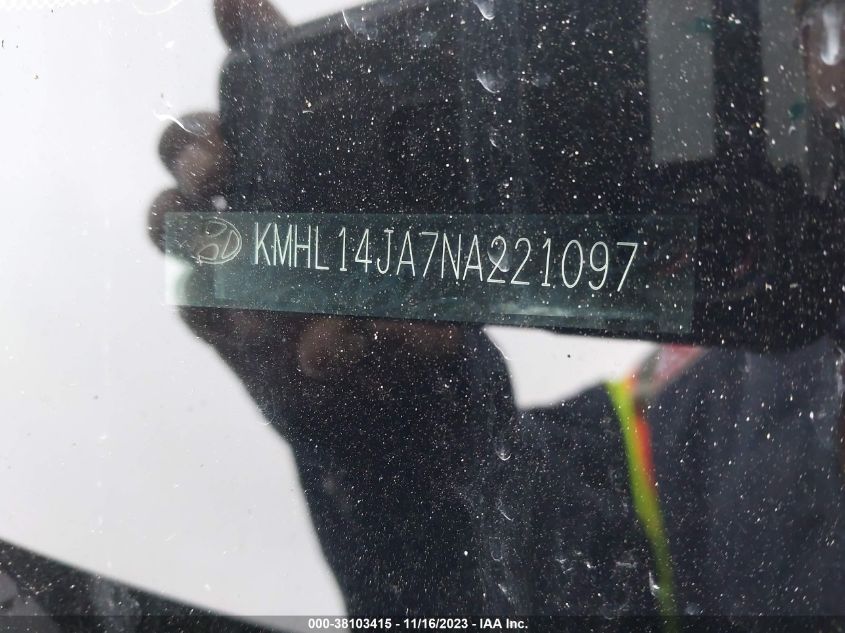 KMHL14JA7NA221097
000-38103415 - 11/16/2023 - IAA Inc.